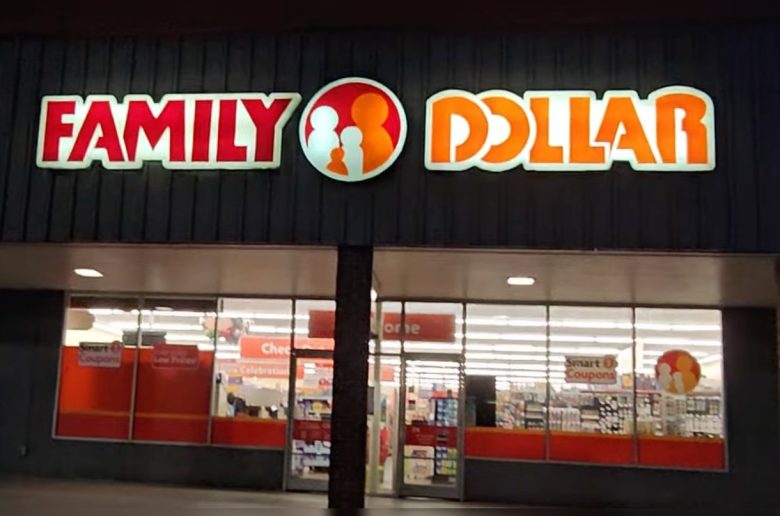 FAMILY DOLLAR
Smart
Coupons
Low Prices!
Celebration
Smart
Coupons